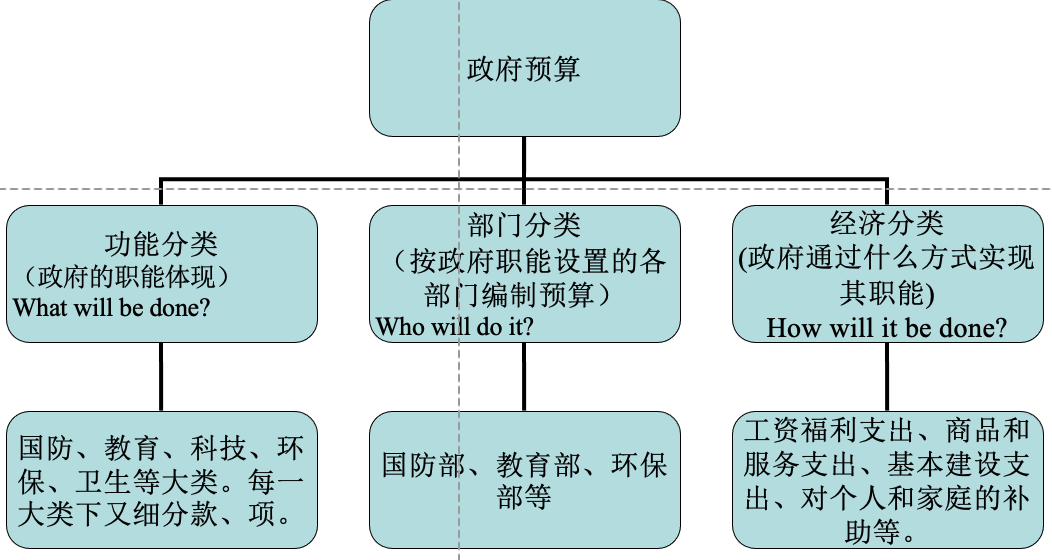 政府预算
功能分类
（政府的职能体现）
What will be done?
部门分类
（按政府职能设置的各
部门编制预算）
Who will do it?
经济分类
(政府通过什么方式实现
其职能)
How will it be done?
国防、教育、科技、环
保、卫生等大类。每一
大类下又细分款、项。
国防部、教育部、环保
部等
工资福利支出、商品和
服务支出、基本建设支
出、对个人和家庭的补
助等。